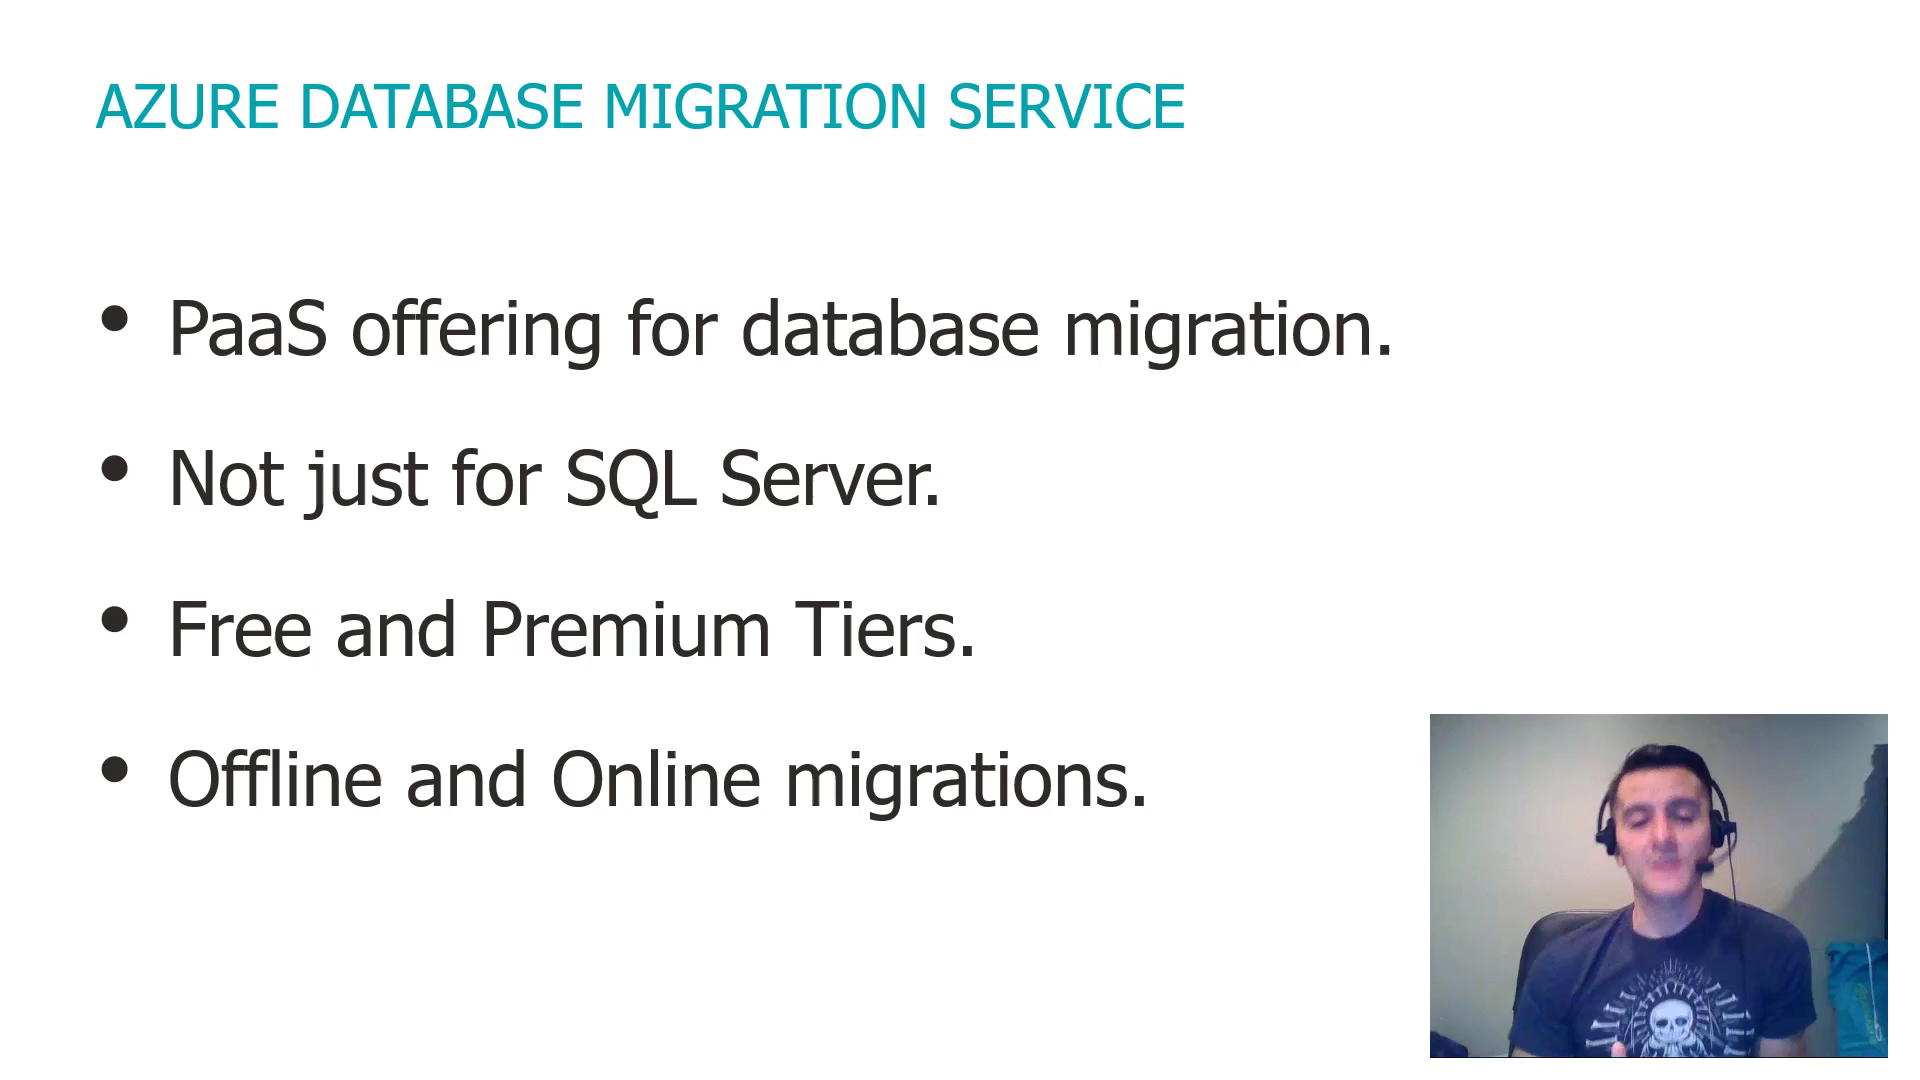 AZURE DATABASE MIGRATION SERVICE
• PaaS offering for database migration.
• Not just for SQL Server.
• Free and Premium Tiers.
• Offline and Online migrations.